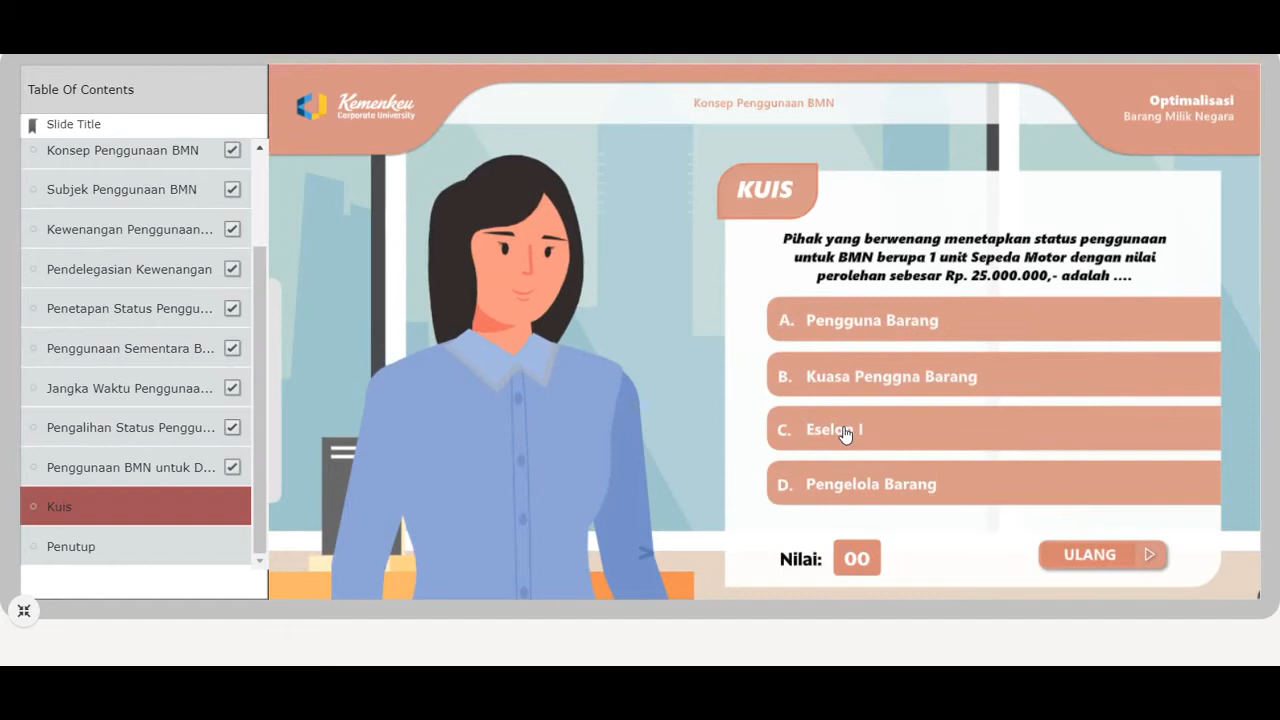 Table Of Contents
Slide Title
Konsep Penggunaan BMN
Subjek Penggunaan BMN
Kewenangan Penggunaan...
Pendelegasian Kewenangan
Penetapan Status Penggu...
Penggunaan Sementara B...
Jangka Waktu Penggunaa...
Pengalihan Status Penggu...
Penggunaan BMN untuk D...
Kuis
Penutup
Kemenkeu
Corporate University
Konsep Penggunaan BMN
Optimalisasi
Barang Milik Negara
KUIS
Pihak yang berwenang menetapkan status penggunaan
untuk BMN berupa 1 unit Sepeda Motor dengan nilai
perolehan sebesar Rp. 25.000.000,- adalah ....
A. Pengguna Barang
B. Kuasa Penggna Barang
C. Eselon I
D. Pengelola Barang
Nilai: 00
ULANG